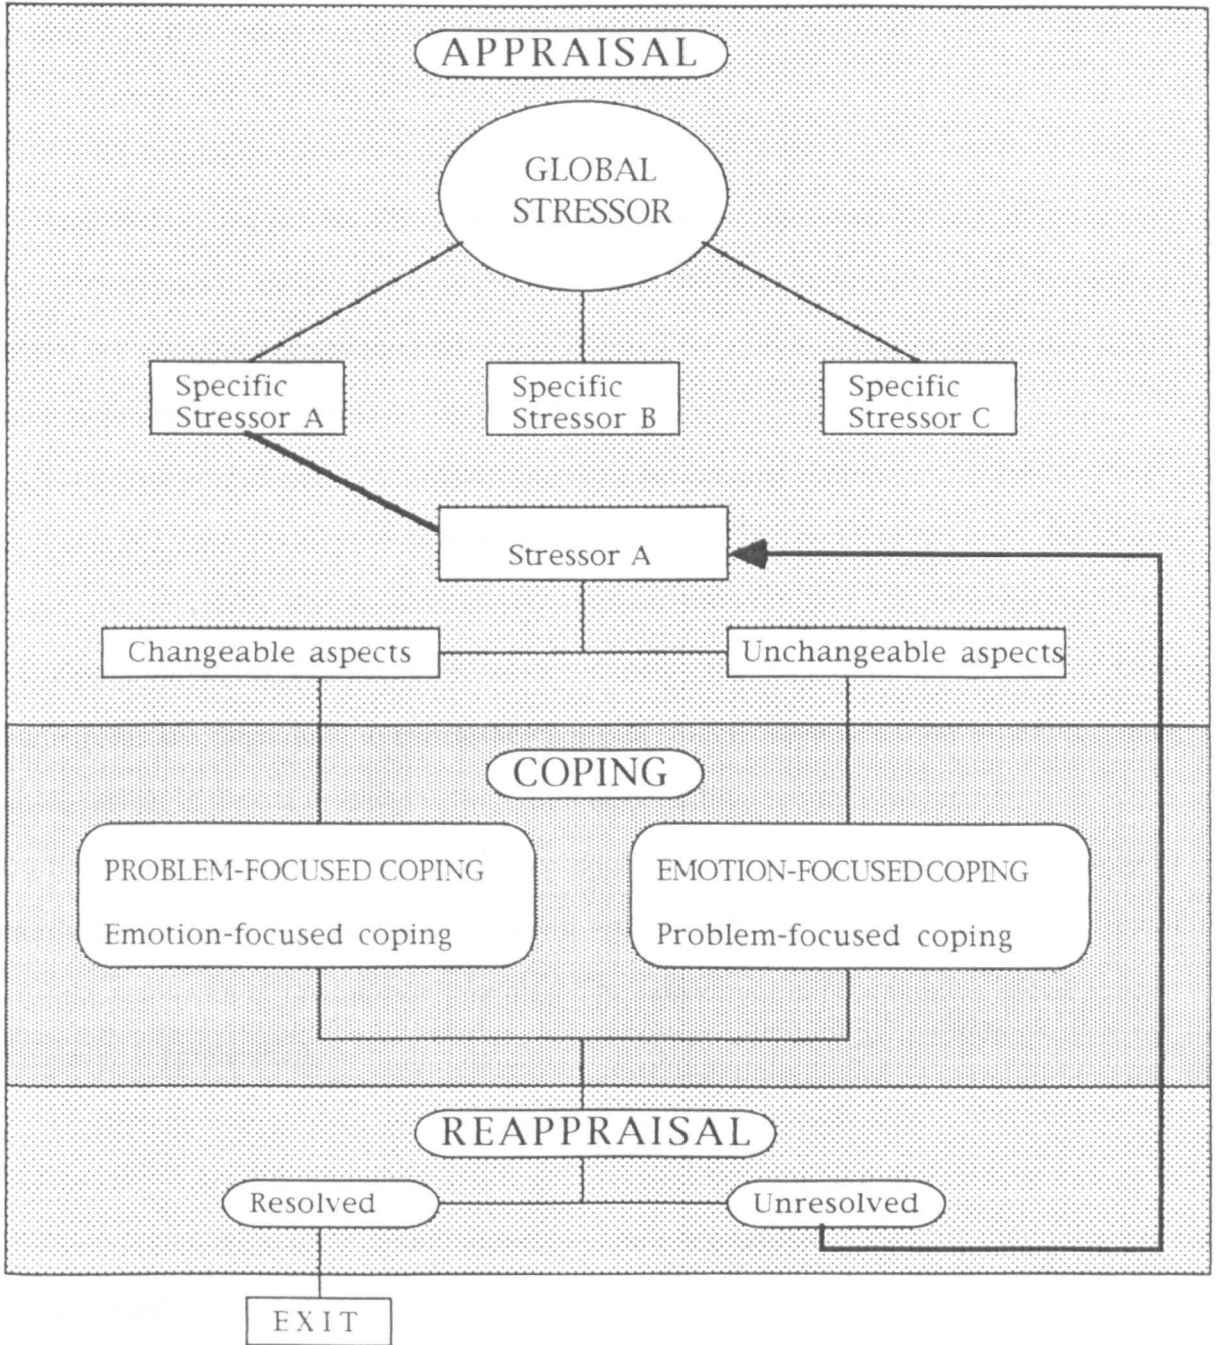 APPRAISAL
GLOBAL
STRESSOR
Specific
Stressor A
Specific
Stressor B
Specific
Stressor C
Stressor A
Changeable aspects
Unchangeable aspects
COPING
PROBLEM-FOCUSED COPING
Emotion-focused coping
EMOTION-FOCUSED COPING
Problem-focused coping
REAPPRAISAL
Resolved
Unresolved
EXIT